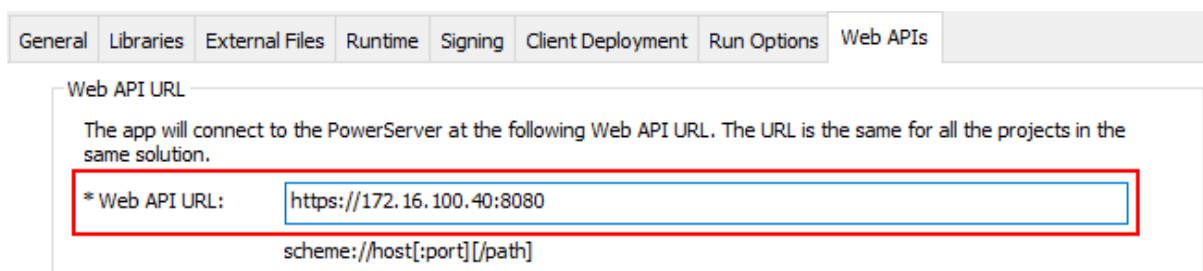 General Libraries External Files Runtime Signing Client Deployment Run Options Web APIs
Web API URL
The app will connect to the PowerServer at the following Web API URL. The URL is the same for all the projects in the
same solution.
* Web API URL: https://172.16.100.40:8080
scheme://host[:port][/path]